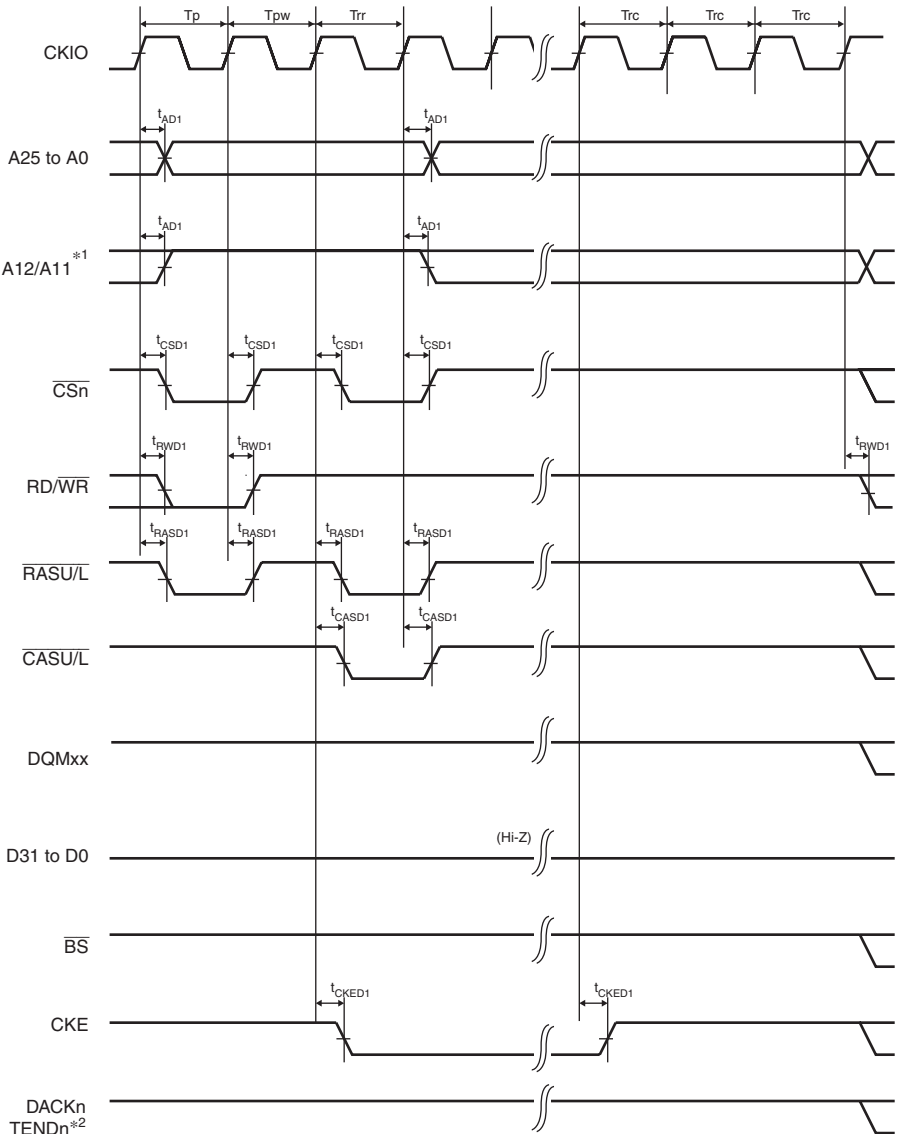 Tp Tpw Trr Trc Trc Trc
CKIO
tAD1 tAD1
A25 to A0
tAD1 tAD1
A12/A11*1
tCSD1 tCSD1 tCSD1 tCSD1
CSn
tRWD1 tRWD1 tRWD1
RD/WR
tRASD1 tRASD1 tRASD1 tRASD1
RASU/L
tCASD1 tCASD1
CASU/L
DQMxx
(Hi-Z)
D31 to D0
BS
tCKED1 tCKED1
CKE
DACKn
TENDn*2